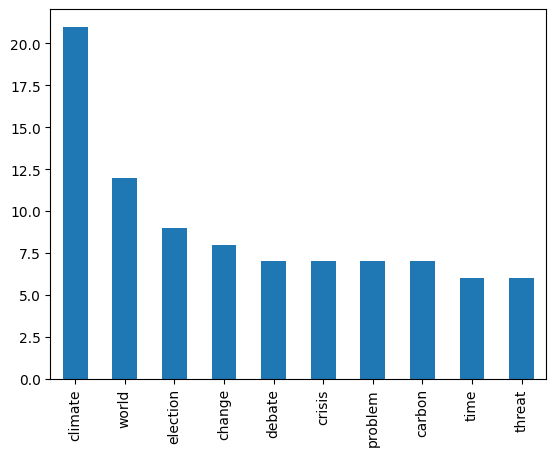 20.0
17.5
15.0
12.5
10.0
7.5
5.0
2.5
0.0
climate
world
election
change
debate
crisis
problem
carbon
time
threat